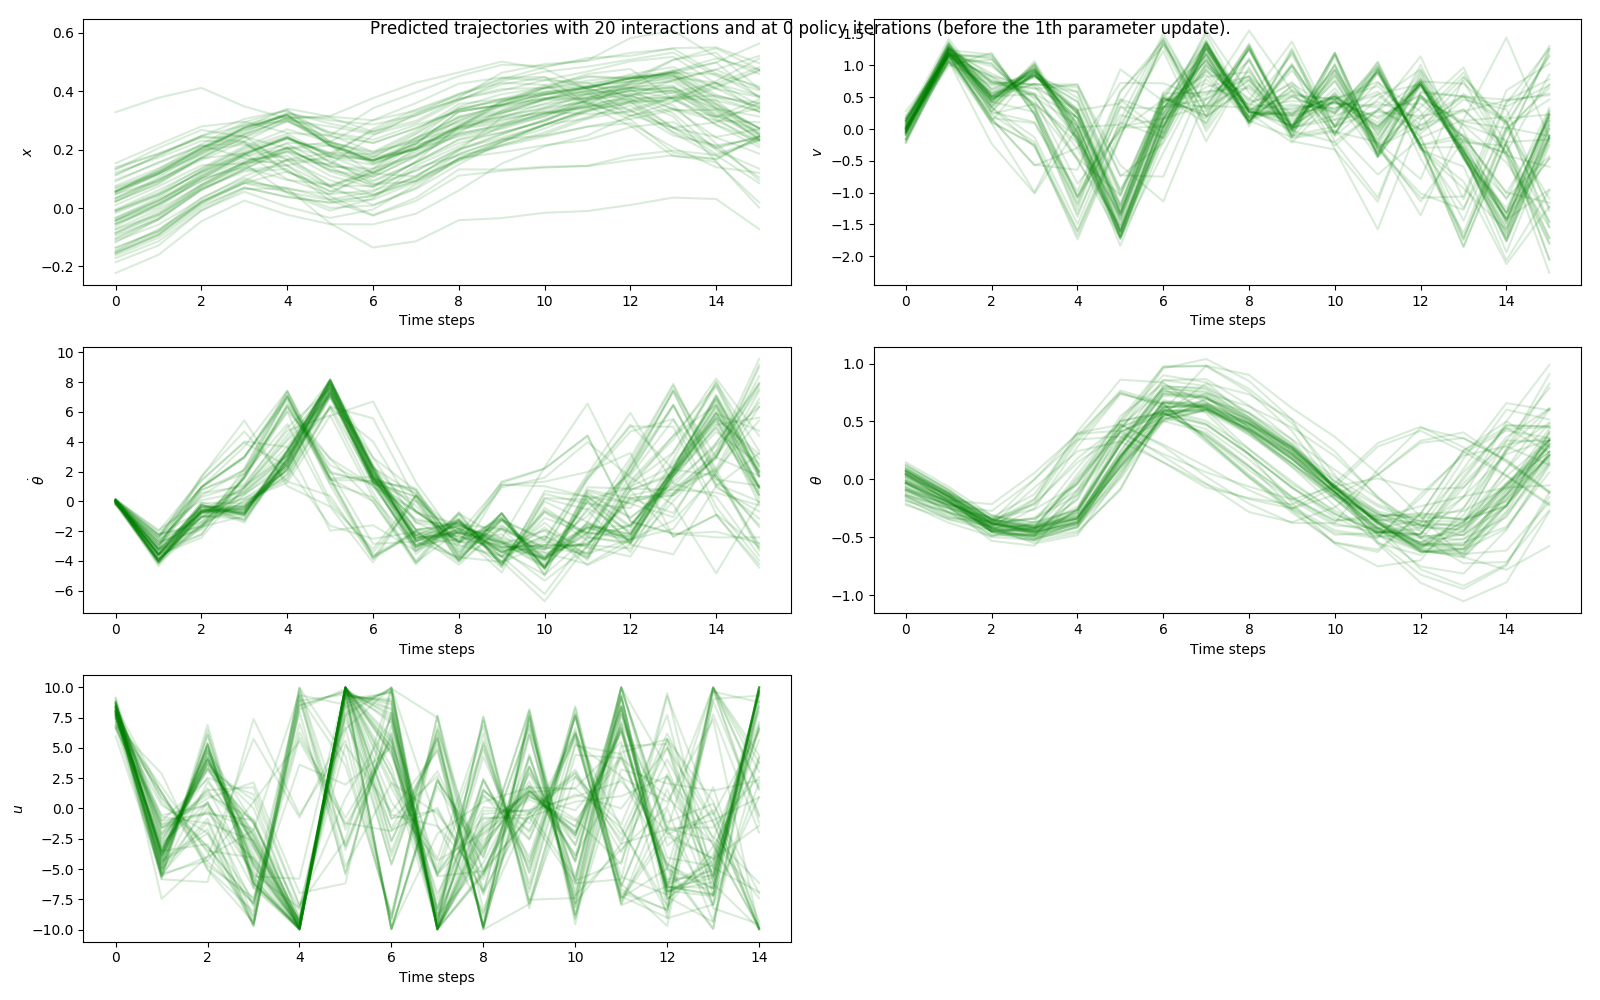 Predicted trajectories with 20 interactions and at 0 policy iterations (before the 1th parameter update).
0.6
0.4
0.2
0.0
−0.2
x
0 2 4 6 8 10 12 14
Time steps
1.5
1.0
0.5
0.0
−0.5
−1.0
−1.5
−2.0
v
0 2 4 6 8 10 12 14
Time steps
10
8
6
4
2
0
−2
−4
−6
θ̇
0 2 4 6 8 10 12 14
Time steps
1.0
0.5
0.0
−0.5
−1.0
θ
0 2 4 6 8 10 12 14
Time steps
10.0
7.5
5.0
2.5
0.0
−2.5
−5.0
−7.5
−10.0
u
0 2 4 6 8 10 12 14
Time steps